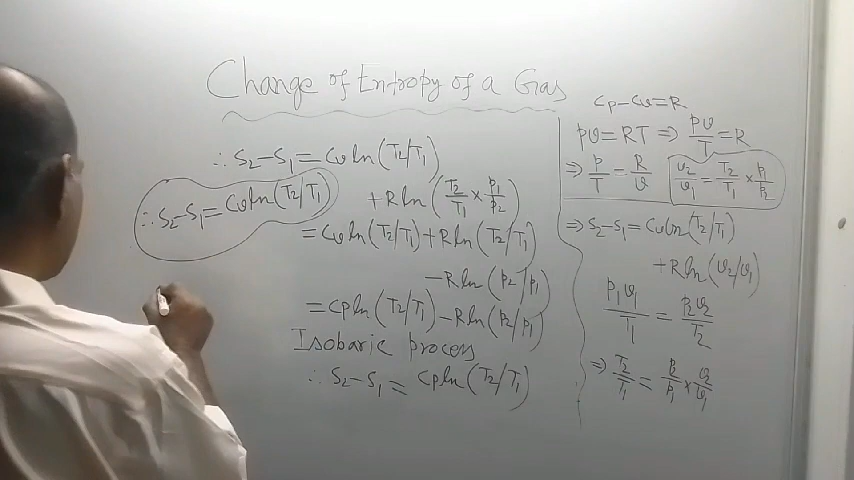 Change of Entropy of a Gas
∴ S2-S1 = Cv ln(T2/T1)
+ R ln(T2/T1 × p1/p2)
∴ S2-S1 = Cv ln(T2/T1)
= Cv ln(T2/T1) + R ln(T2/T1)
- R ln(p2/p1)
= Cp ln(T2/T1) - R ln(p2/p1)
Isobaric process
∴ S2-S1 = Cp ln(T2/T1)
Cp-Cv=R
pv = RT ⇒ pv/T = R
⇒ p/T = R/v
v2/v1 = T2/T1 × p1/p2
⇒ S2-S1 = Cv ln(T2/T1)
+ R ln(v2/v1)
p1v1/T1 = p2v2/T2
⇒ T2/T1 = p2/p1 × v2/v1